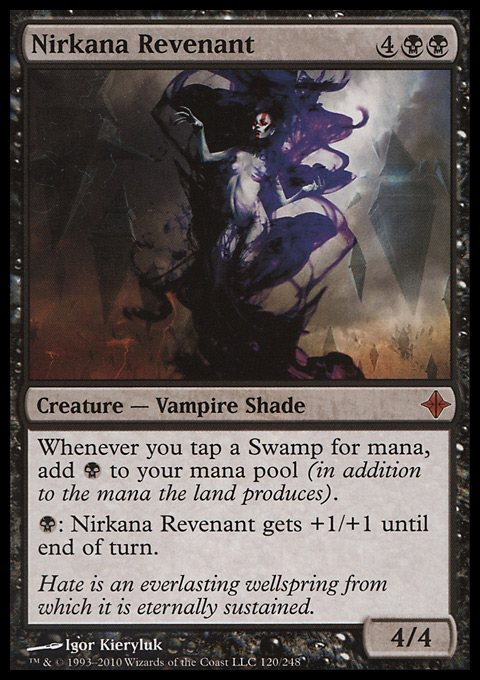 Nirkana Revenant 4
Creature — Vampire Shade
Whenever you tap a Swamp for mana,
add to your mana pool (in addition
to the mana the land produces).
: Nirkana Revenant gets +1/+1 until
end of turn.
Hate is an everlasting wellspring from
which it is eternally sustained.
Igor Kieryluk
4/4
™ & © 1993–2010 Wizards of the Coast LLC 120/248